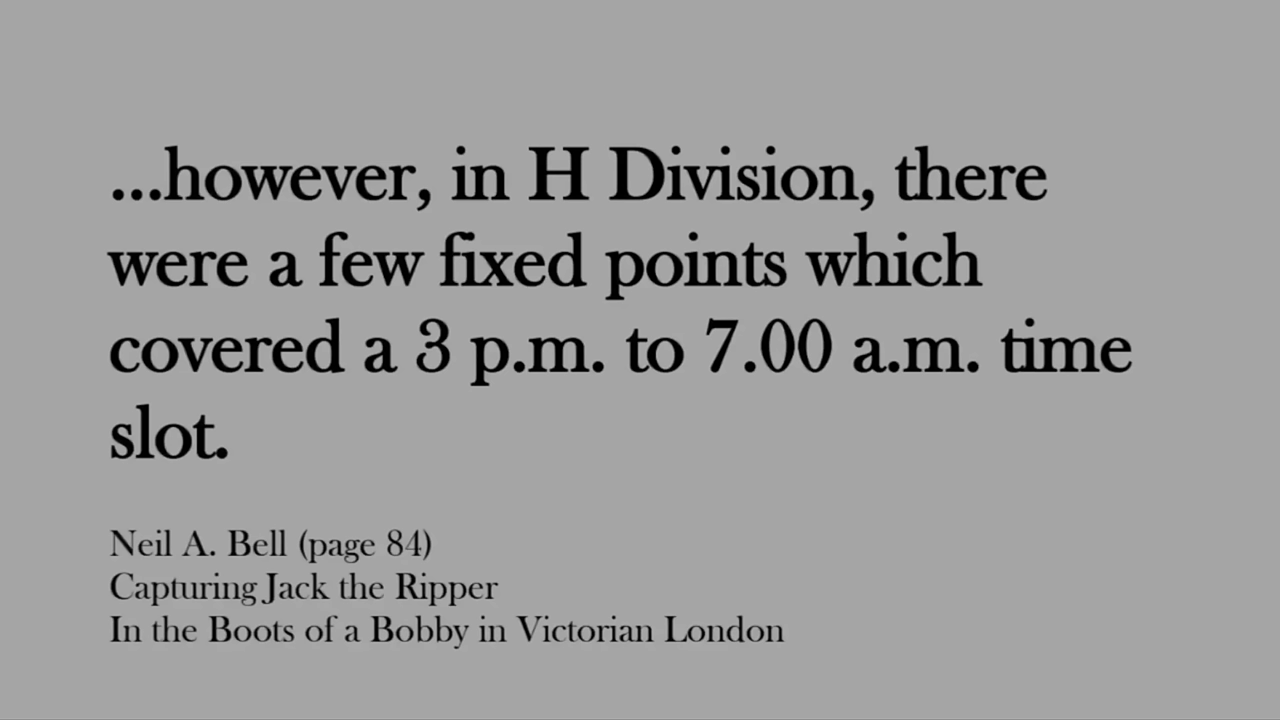 ...however, in H Division, there
were a few fixed points which
covered a 3 p.m. to 7.00 a.m. time
slot.
Neil A. Bell (page 84)
Capturing Jack the Ripper
In the Boots of a Bobby in Victorian London